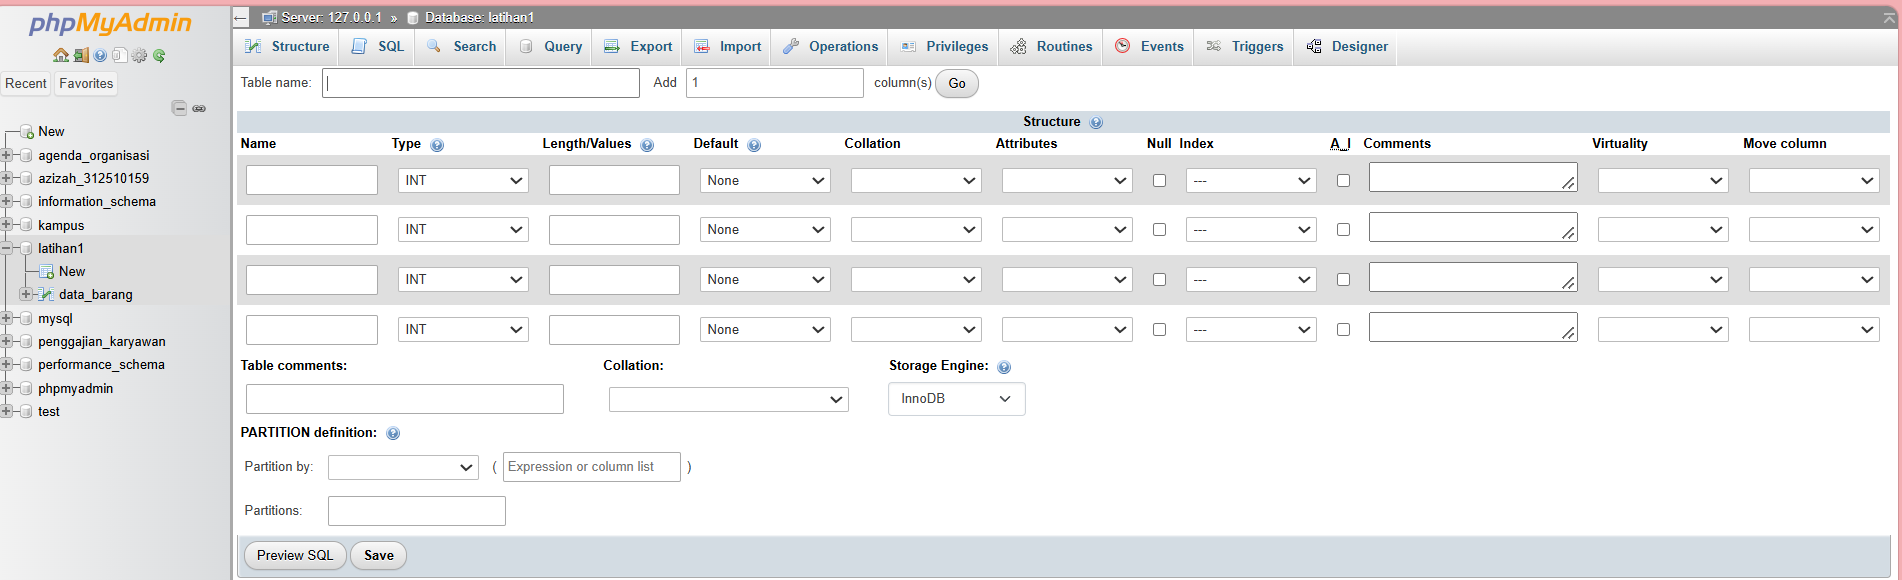 phpMyAdmin
Recent Favorites
New
agenda_organisasi
azizah_312510159
information_schema
kampus
latihan1
New
data_barang
mysql
penggajian_karyawan
performance_schema
phpmyadmin
test
Server: 127.0.0.1 » Database: latihan1
Structure SQL Search Query Export Import Operations Privileges Routines Events Triggers Designer
Table name: Add 1 column(s) Go
Structure
Name Type Length/Values Default Collation Attributes Null Index A_I Comments Virtuality Move column
INT None ---
INT None ---
INT None ---
INT None ---
Table comments: Collation: Storage Engine:
InnoDB
PARTITION definition:
Partition by: ( Expression or column list )
Partitions:
Preview SQL Save